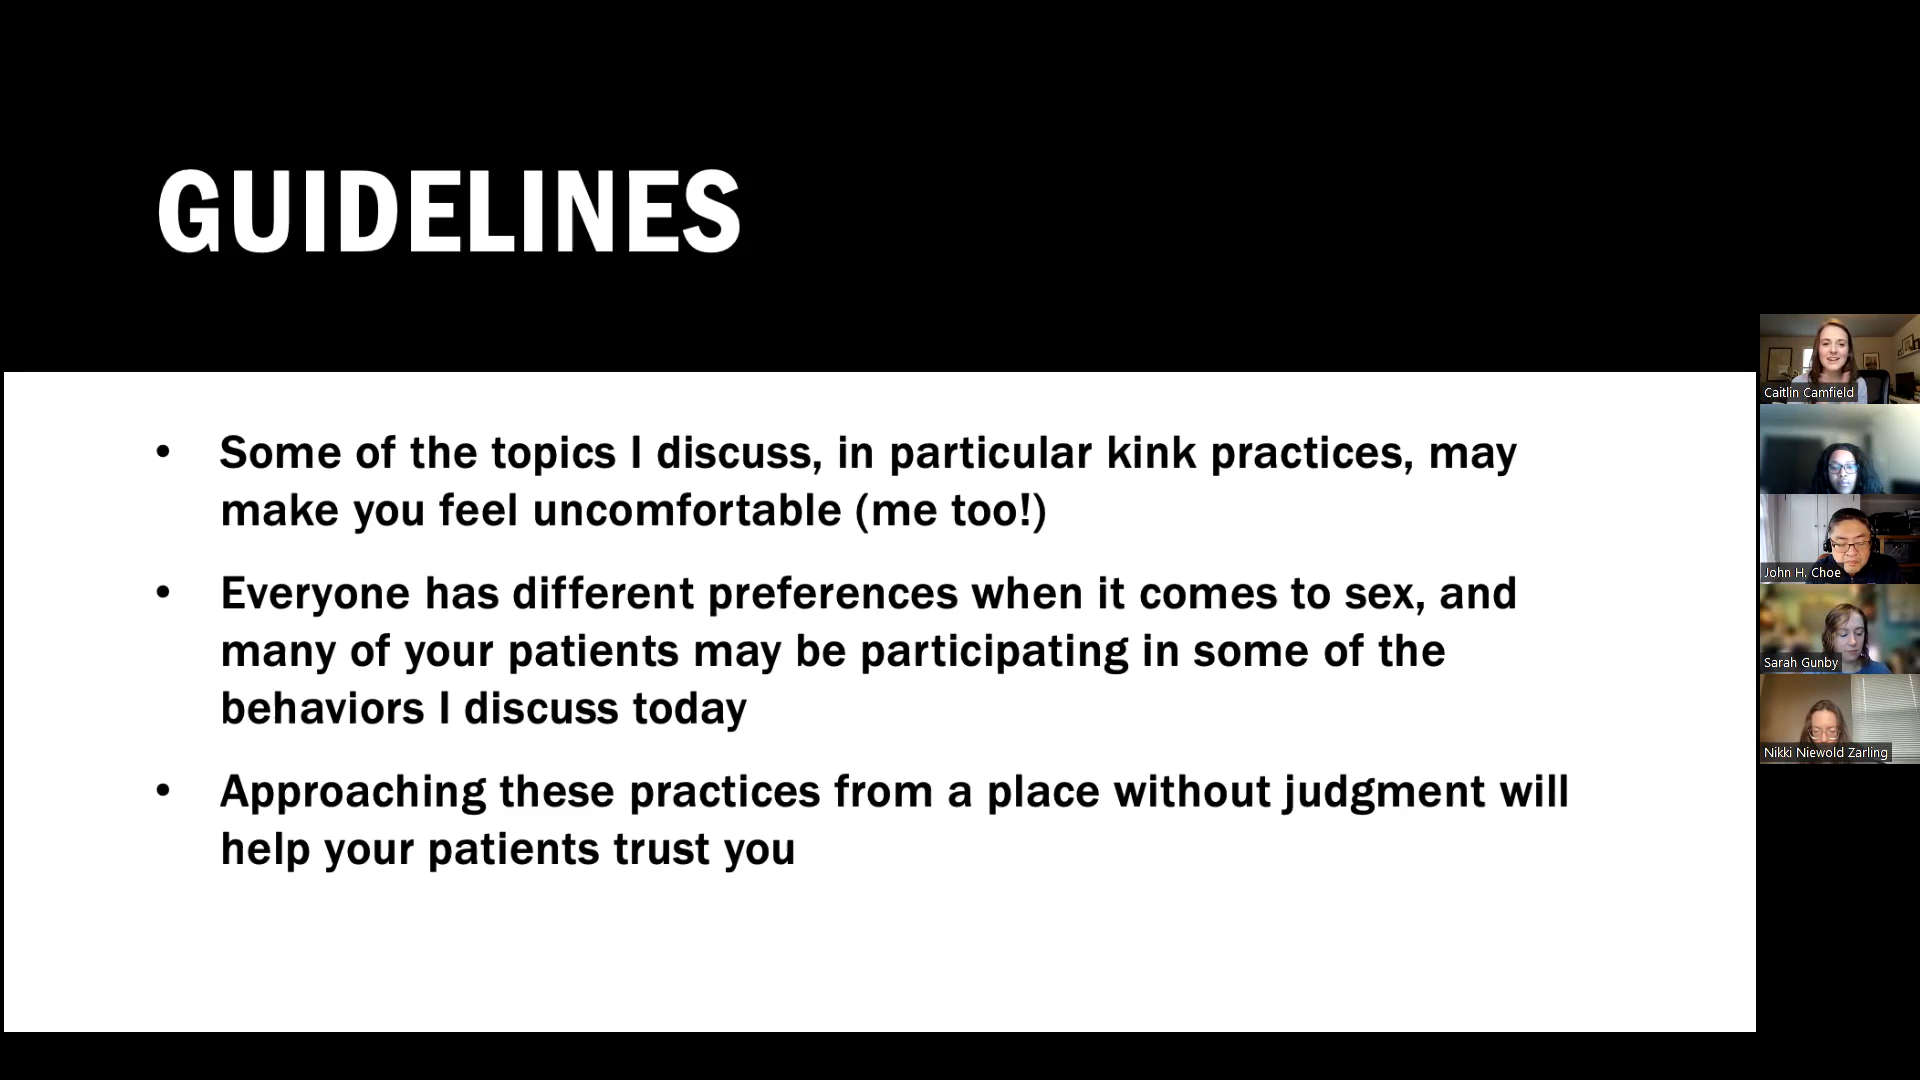 GUIDELINES
• Some of the topics I discuss, in particular kink practices, may
make you feel uncomfortable (me too!)
• Everyone has different preferences when it comes to sex, and
many of your patients may be participating in some of the
behaviors I discuss today
• Approaching these practices from a place without judgment will
help your patients trust you
Caitlin Camfield
John H. Choe
Sarah Gunby
Nikki Niewold Zarling